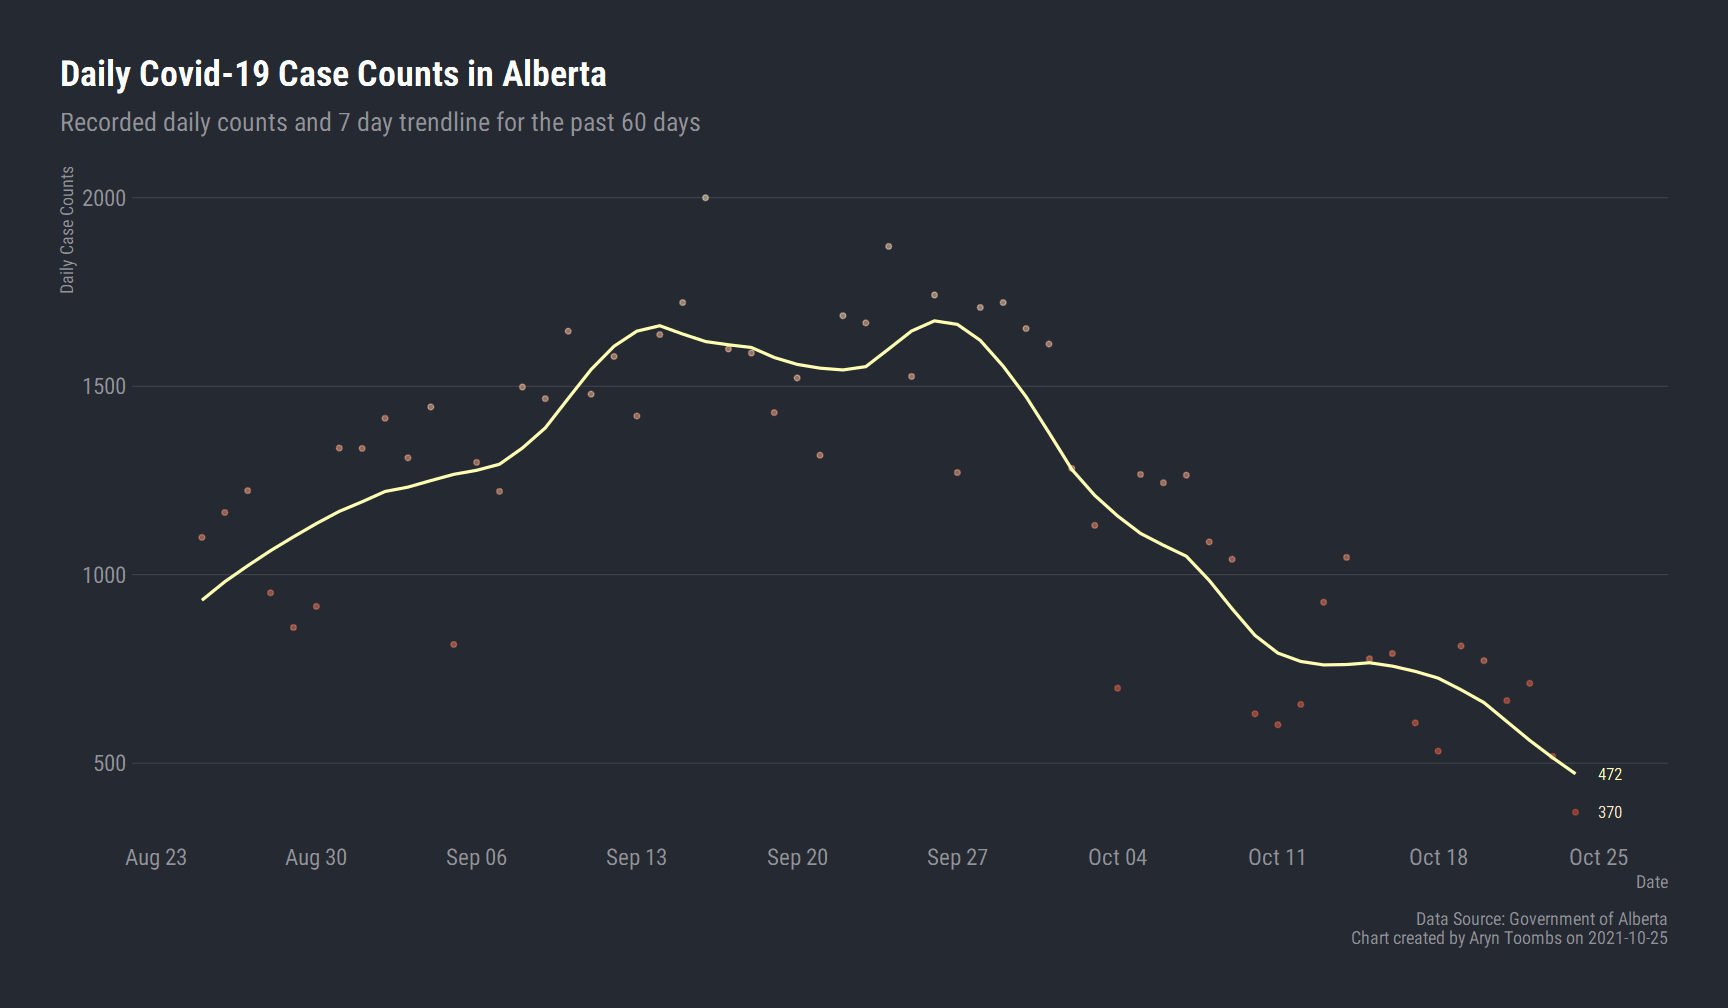 Daily Covid-19 Case Counts in Alberta
Recorded daily counts and 7 day trendline for the past 60 days
Daily Case Counts
2000
1500
1000
500
472
370
Aug 23
Aug 30
Sep 06
Sep 13
Sep 20
Sep 27
Oct 04
Oct 11
Oct 18
Oct 25
Date
Data Source: Government of Alberta
Chart created by Aryn Toombs on 2021-10-25